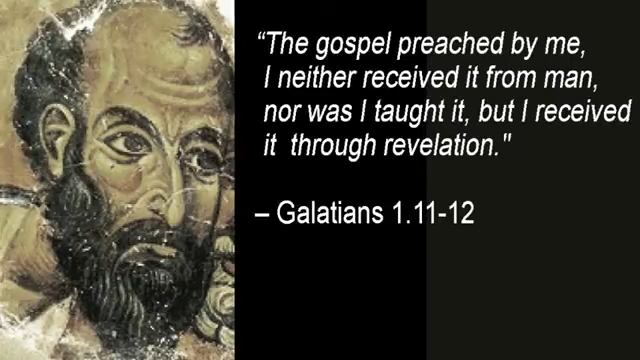 “The gospel preached by me,
I neither received it from man,
nor was I taught it, but I received
it through revelation."
– Galatians 1.11-12